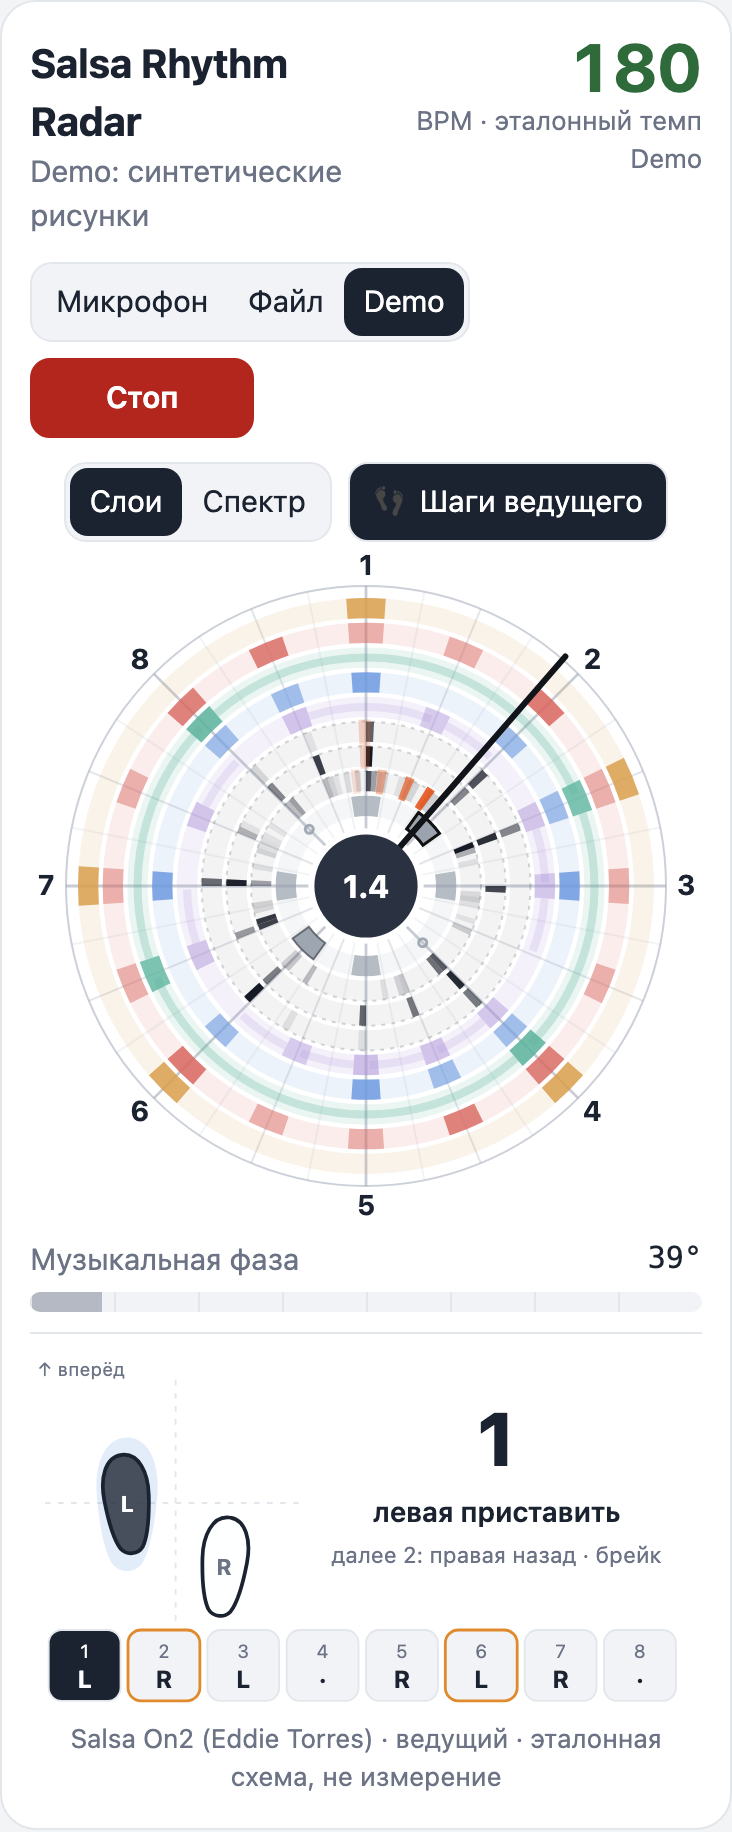 Salsa Rhythm
Radar
180
BPM · эталонный темп
Demo
Demo: синтетические
рисунки
Микрофон Файл Demo
Стоп
Слои Спектр 👣 Шаги ведущего
1
8 2
7 1.4 3
6 4
5
Музыкальная фаза 39°
↑ вперёд
L
R
1
левая приставить
далее 2: правая назад · брейк
1 2 3 4 5 6 7 8
L R L · R L R ·
Salsa On2 (Eddie Torres) · ведущий · эталонная
схема, не измерение